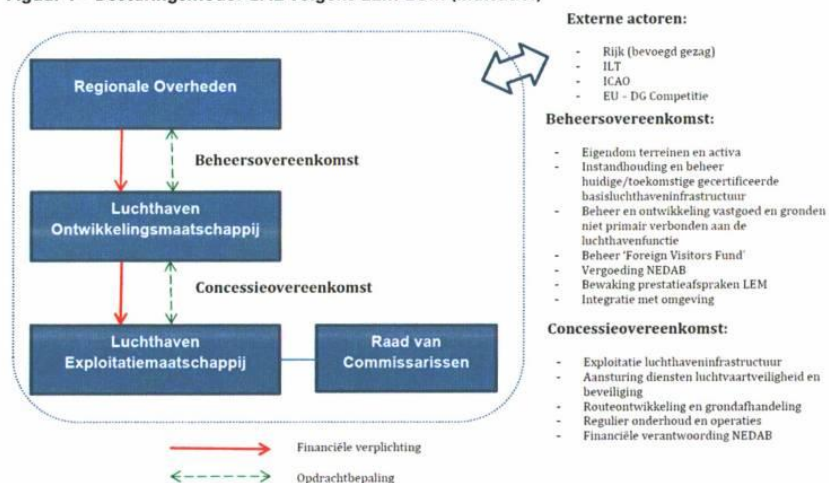 Externe actoren:
- Rijk (bevoegd gezag)
- ILT
- ICAO
- EU – DG Competitie
Regionale Overheden
Beheersovereenkomst
Luchthaven
Ontwikkelingsmaatschappij
Concessieovereenkomst
Luchthaven
Exploitatiemaatschappij
Raad van
Commissarissen
Beheersovereenkomst:
- Eigendom terreinen en activa
- Instandhouding en beheer
huidige/toekomstige gecertificeerde
basisluchthaveninfrastructuur
- Beheer en ontwikkeling vastgoed en gronden
niet primair verbonden aan de
luchthavenfunctie
- Beheer 'Foreign Visitors Fund'
- Vergoeding NEDAB
- Bewaking prestatieafspraken LEM
- Integratie met omgeving
Concessieovereenkomst:
- Exploitatie luchthaveninfrastructuur
- Aansturing diensten luchtvaartveiligheid en
beveiliging
- Routeontwikkeling en grondafhandeling
- Regulier onderhoud en operaties
- Financiële verantwoording NEDAB
Financiële verplichting
Opdrachtbepaling